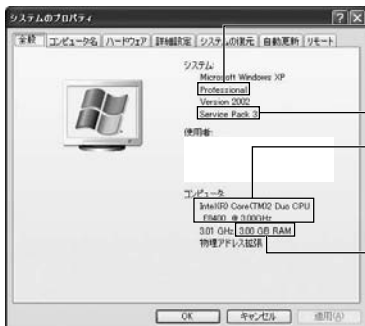 システムのプロパティ
全般 コンピュータ名 ハードウェア 詳細設定 システムの復元 自動更新 リモート
システム:
Microsoft Windows XP
Professional
Version 2002
Service Pack 3
使用者:
コンピュータ:
Intel(R) Core(TM)2 Duo CPU
E8400 @ 3.00GHz
3.01 GHz, 3.00 GB RAM
物理アドレス拡張
OK キャンセル 適用(A)